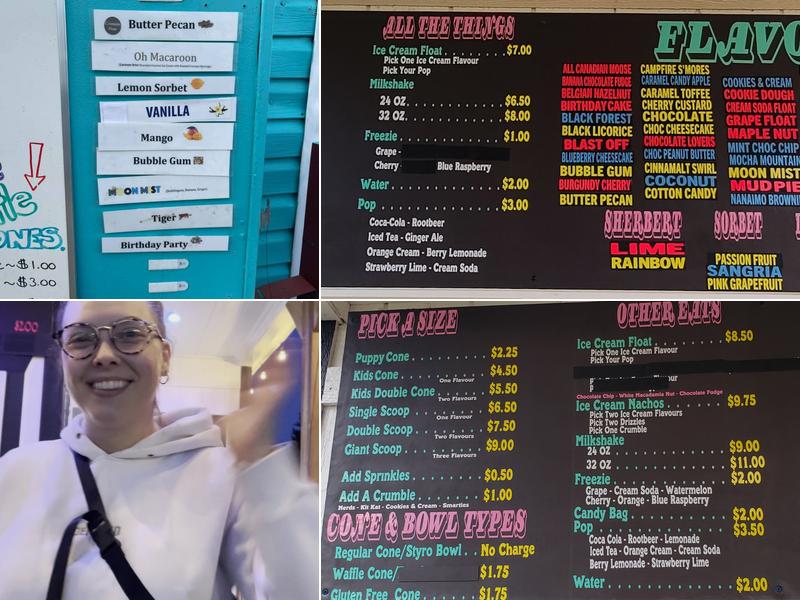 Butter Pecan
Oh Macaroon
Lemon Sorbet
VANILLA
Mango
Bubble Gum
MOON MIST
Tiger
Birthday Party
ONES.
~$1.00
~$3.00
ALL THE THINGS
Ice Cream Float . . . . . . . . . . $7.00
Pick One Ice Cream Flavour
Pick Your Pop
Milkshake
24 OZ. . . . . . . . . . . . . . . $6.50
32 OZ. . . . . . . . . . . . . . . $8.00
Freezie . . . . . . . . . . . . . . $1.00
Grape -
Cherry - Blue Raspberry
Water . . . . . . . . . . . . . . . $2.00
Pop . . . . . . . . . . . . . . . . $3.00
Coca-Cola - Rootbeer
Iced Tea - Ginger Ale
Orange Cream - Berry Lemonade
Strawberry Lime - Cream Soda
FLAVO
ALL CANADIAN MOOSE
BANANA CHOCOLATE FUDGE
BELGIAN HAZELNUT
BIRTHDAY CAKE
BLACK FOREST
BLACK LICORICE
BLAST OFF
BLUEBERRY CHEESECAKE
BUBBLE GUM
BURGUNDY CHERRY
BUTTER PECAN
CAMPFIRE S'MORES
CARAMEL CANDY APPLE
CARAMEL TOFFEE
CHERRY CUSTARD
CHOCOLATE
CHOC CHEESECAKE
CHOCOLATE LOVERS
CHOC PEANUT BUTTER
CINNAMALT SWIRL
COCONUT
COTTON CANDY
COOKIES & CREAM
COOKIE DOUGH
CREAM SODA FLOAT
GRAPE FLOAT
MAPLE NUT
MINT CHOC CHIP
MOCHA MOUNTAIN
MOON MIST
MUD PIE
NANAIMO BROWNI
SHERBERT
LIME
RAINBOW
SORBET
PASSION FRUIT
SANGRIA
PINK GRAPEFRUIT
$2.00
PICK A SIZE
Puppy Cone . . . . . . . . . . $2.25
Kids Cone . . . . . . . . . . . $4.50
One Flavour
Kids Double Cone . . . . . . $5.50
Two Flavours
Single Scoop . . . . . . . . . $6.50
One Flavour
Double Scoop . . . . . . . . . $7.50
Two Flavours
Giant Scoop . . . . . . . . . . $9.00
Three Flavours
Add Sprinkles . . . . . . . . . $0.50
Add A Crumble . . . . . . . . $1.00
Nerds - Kit Kat - Cookies & Cream - Smarties
CONE & BOWL TYPES
Regular Cone/Styro Bowl . . No Charge
Waffle Cone/ $1.75
Gluten Free Cone . . . . . . . $1.75
OTHER EATS
Ice Cream Float . . . . . . . . . . . $8.50
Pick One Ice Cream Flavour
Pick Your Pop
Chocolate Chip - White Macadamia Nut - Chocolate Fudge
Ice Cream Nachos . . . . . . . . . $9.75
Pick Two Ice Cream Flavours
Pick Two Drizzles
Pick One Crumble
Milkshake
24 OZ . . . . . . . . . . . . . . . . $9.00
32 OZ . . . . . . . . . . . . . . . . $11.00
Freezie . . . . . . . . . . . . . . . $2.00
Grape - Cream Soda - Watermelon
Cherry - Orange - Blue Raspberry
Candy Bag . . . . . . . . . . . . . $2.00
Pop . . . . . . . . . . . . . . . . . $3.50
Coca Cola - Rootbeer - Lemonade
Iced Tea - Orange Cream - Cream Soda
Berry Lemonade - Strawberry Lime
Water . . . . . . . . . . . . . . . . $2.00